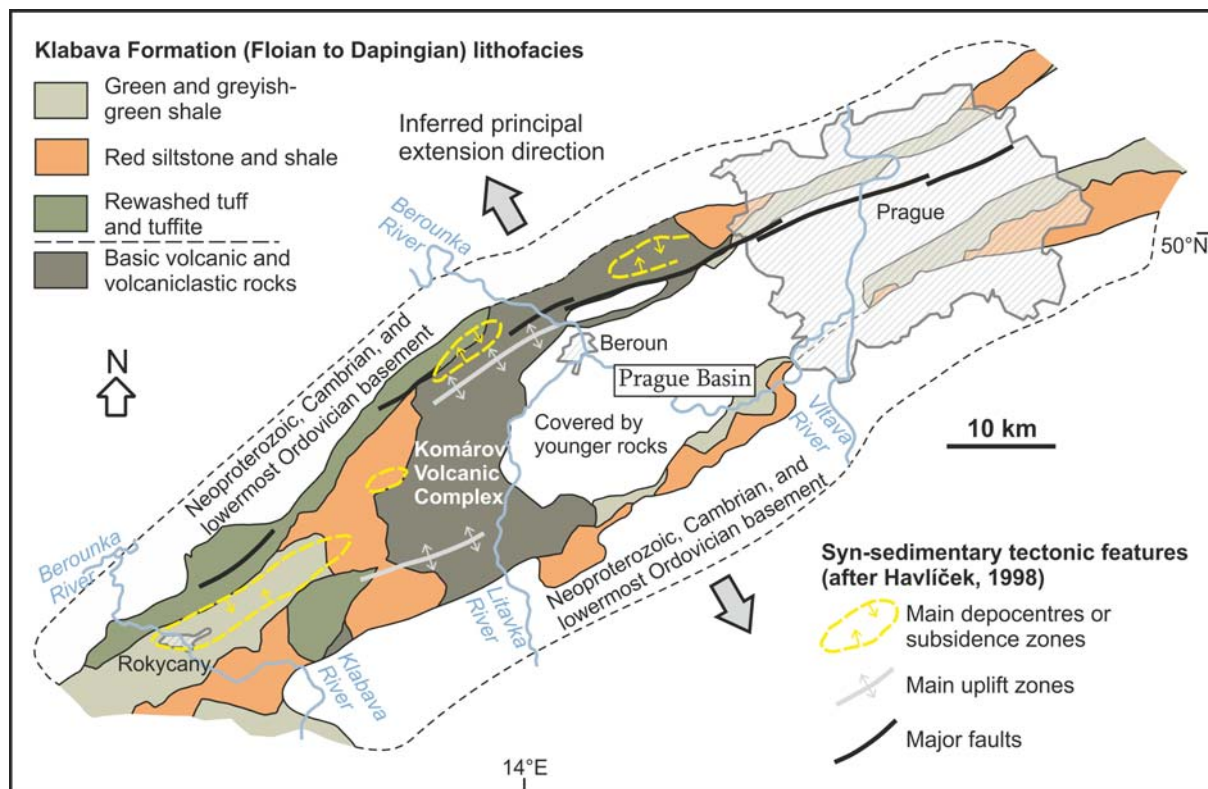 Klabava Formation (Floian to Dapingian) lithofacies
Green and greyish-
green shale
Red siltstone and shale
Rewashed tuff
and tuffite
Basic volcanic and
volcaniclastic rocks
Inferred principal
extension direction
Berounka
River
Prague
50°N
N
Neoproterozoic, Cambrian, and
lowermost Ordovician basement
Beroun
Prague Basin
Vltava
River
Covered by
younger rocks
10 km
Komárov
Volcanic
Complex
Berounka
River
Rokycany
Klabava
River
Litavka
River
Neoproterozoic, Cambrian, and
lowermost Ordovician basement
14°E
Syn-sedimentary tectonic features
(after Havlíček, 1998)
Main depocentres or
subsidence zones
Main uplift zones
Major faults